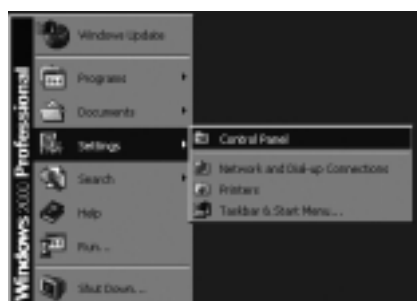 Windows 2000 Professional
Windows Update
Programs
Documents
Settings
Search
Help
Run...
Shut Down...
Control Panel
Network and Dial-up Connections
Printers
Taskbar & Start Menu...